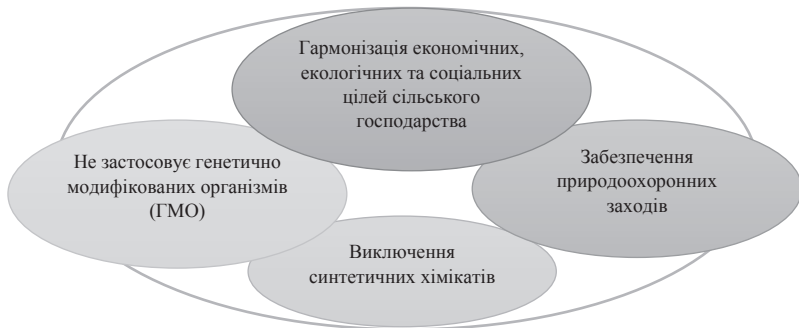 Гармонізація економічних,
екологічних та соціальних
цілей сільського
господарства
Не застосовує генетично
модифікованих організмів
(ГМО)
Забезпечення
природоохоронних
заходів
Виключення
синтетичних хімікатів